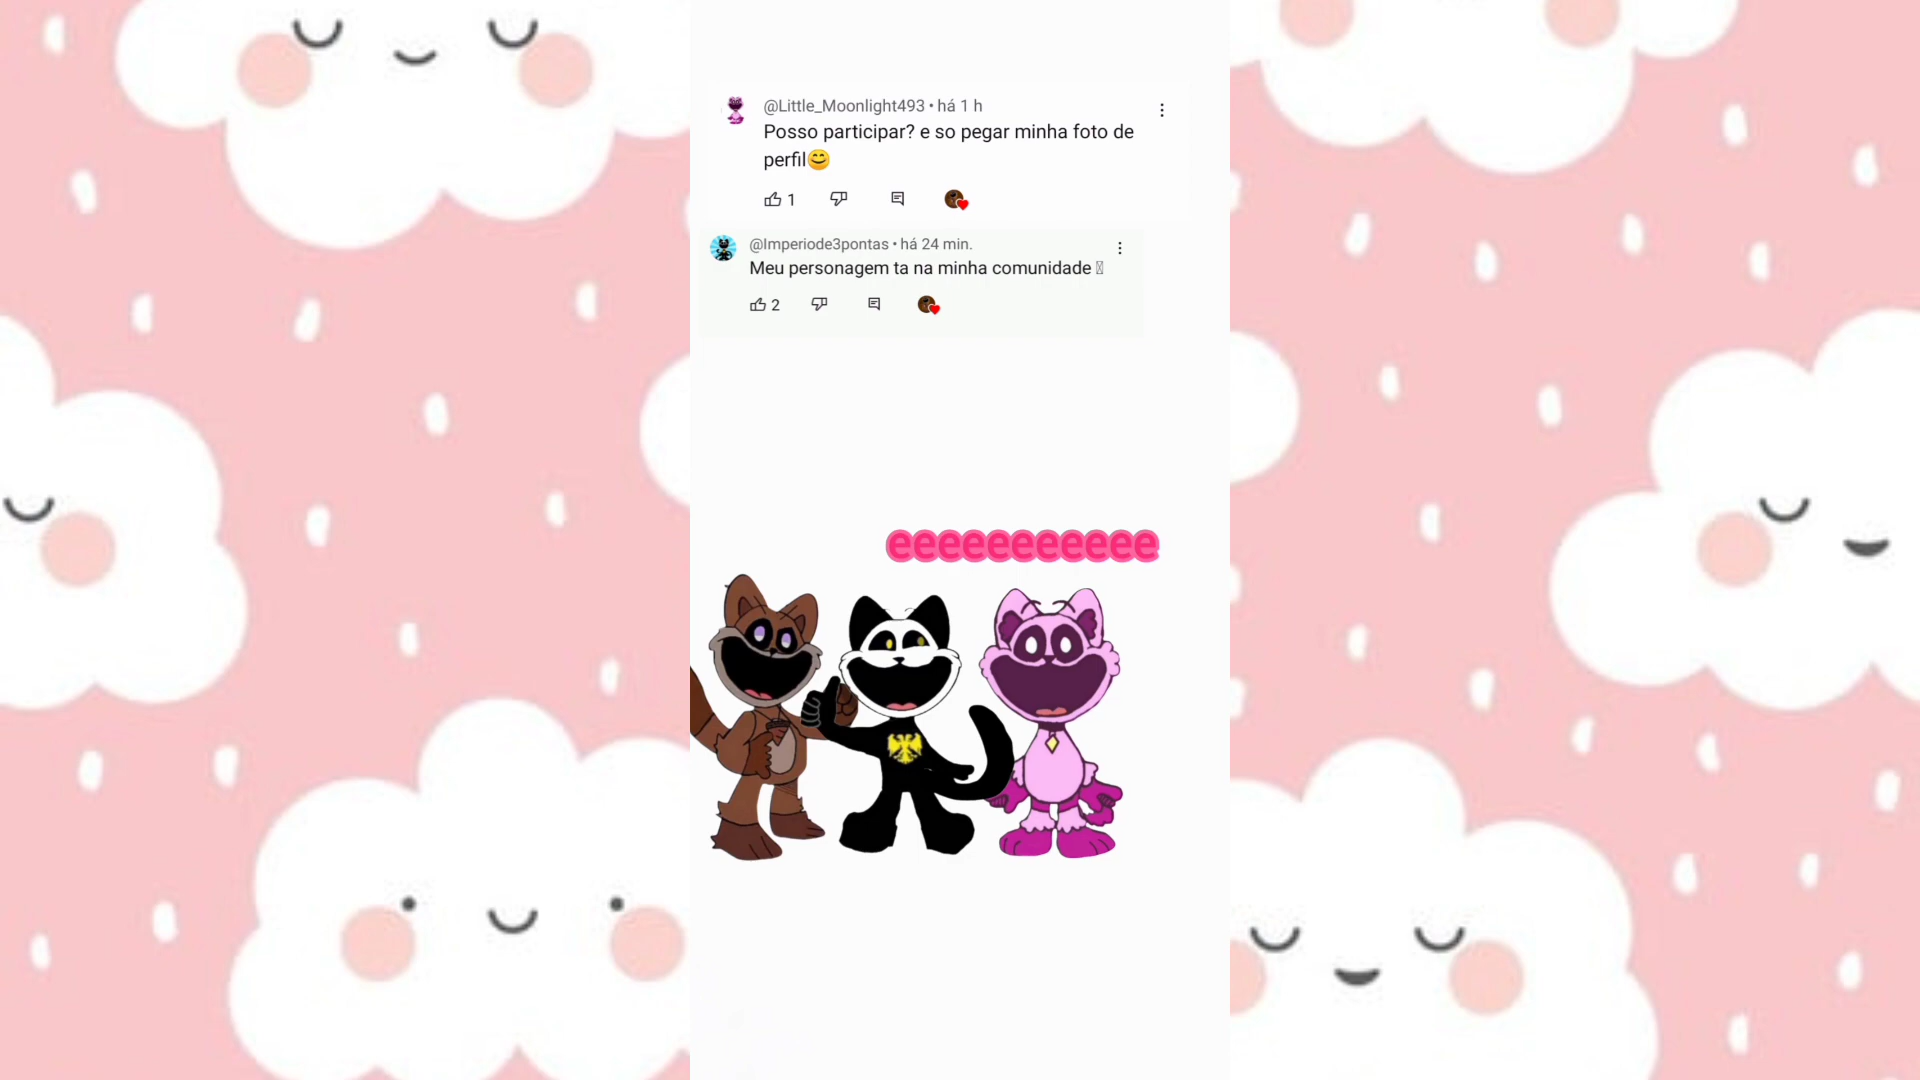 @Little_Moonlight493 • há 1 h
Posso participar? e so pegar minha foto de
perfil😊
1
@Imperiode3pontas • há 24 min.
Meu personagem ta na minha comunidade
2
eeeeeeeeeee